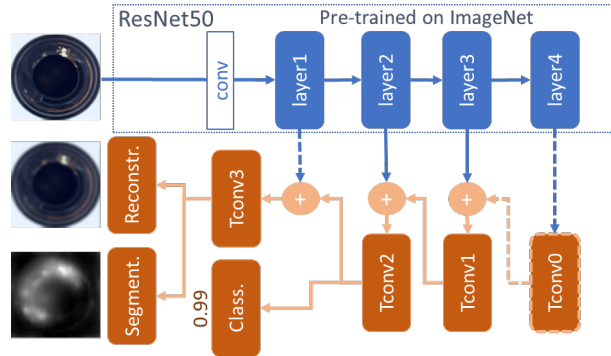 ResNet50
Pre-trained on ImageNet
conv
layer1
layer2
layer3
layer4
+
+
+
Reconstr.
Tconv3
Segment.
0.99
Class.
Tconv2
Tconv1
Tconv0